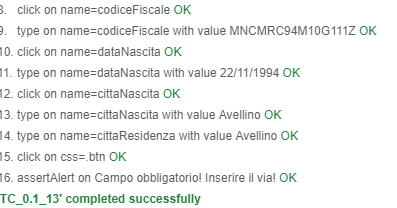 8. click on name=codiceFiscale OK
9. type on name=codiceFiscale with value MNCMRC94M10G111Z OK
10. click on name=dataNascita OK
11. type on name=dataNascita with value 22/11/1994 OK
12. click on name=cittaNascita OK
13. type on name=cittaNascita with value Avellino OK
14. type on name=cittaResidenza with value Avellino OK
15. click on css=.btn OK
16. assertAlert on Campo obbligatorio! Inserire il via! OK
TC_0.1_13' completed successfully